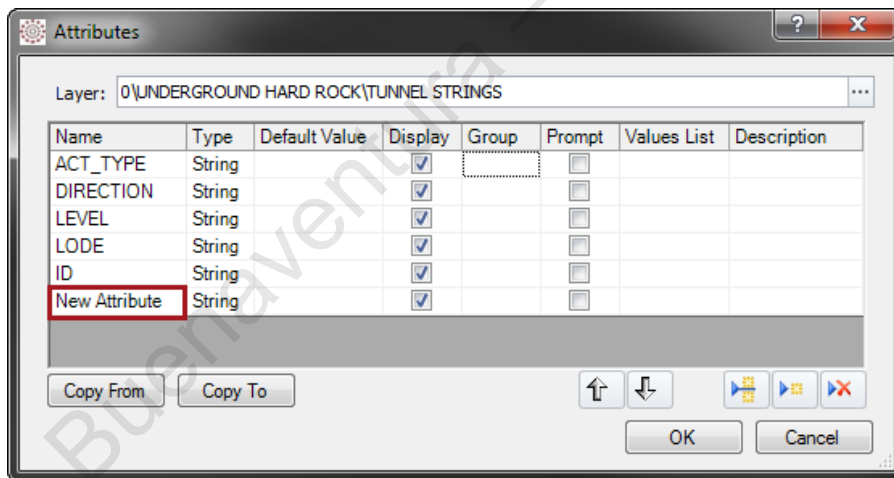 Attributes
Layer: 0\UNDERGROUND HARD ROCK\TUNNEL STRINGS ...
Name Type Default Value Display Group Prompt Values List Description
ACT_TYPE String
DIRECTION String
LEVEL String
LODE String
ID String
New Attribute String
Copy From Copy To
OK Cancel
Buenaventura